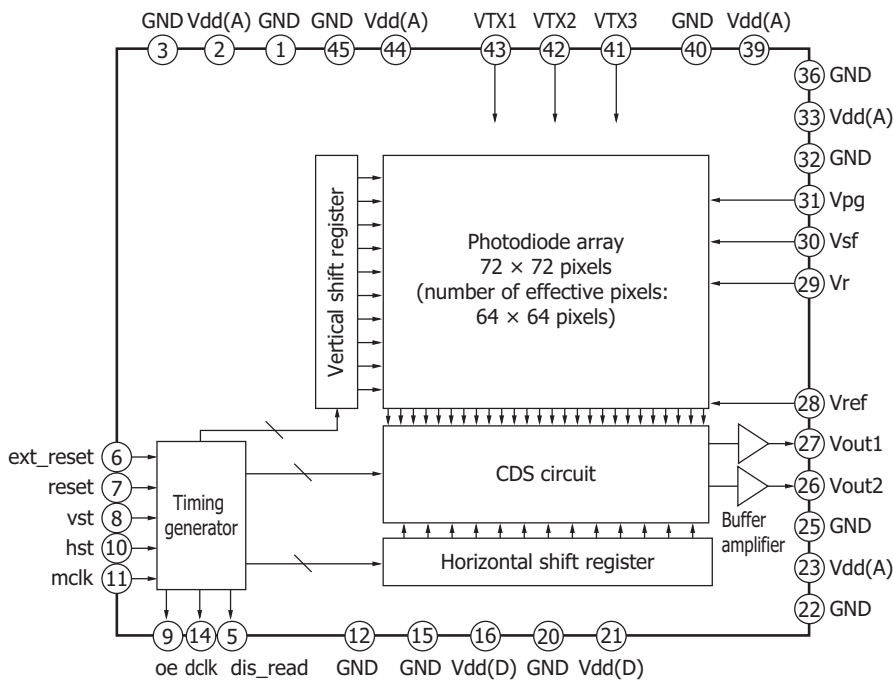 GND Vdd(A) GND GND Vdd(A) VTX1 VTX2 VTX3 GND Vdd(A)
3 2 1 45 44 43 42 41 40 39
36 GND
33 Vdd(A)
32 GND
31 Vpg
30 Vsf
29 Vr
28 Vref
27 Vout1
26 Vout2
25 GND
23 Vdd(A)
22 GND
Vertical shift register
Photodiode array
72 × 72 pixels
(number of effective pixels:
64 × 64 pixels)
CDS circuit
Buffer
amplifier
Horizontal shift register
ext_reset 6
reset 7
vst 8
hst 10
mclk 11
Timing
generator
9 14 5 12 15 16 20 21
oe dclk dis_read GND GND Vdd(D) GND Vdd(D)